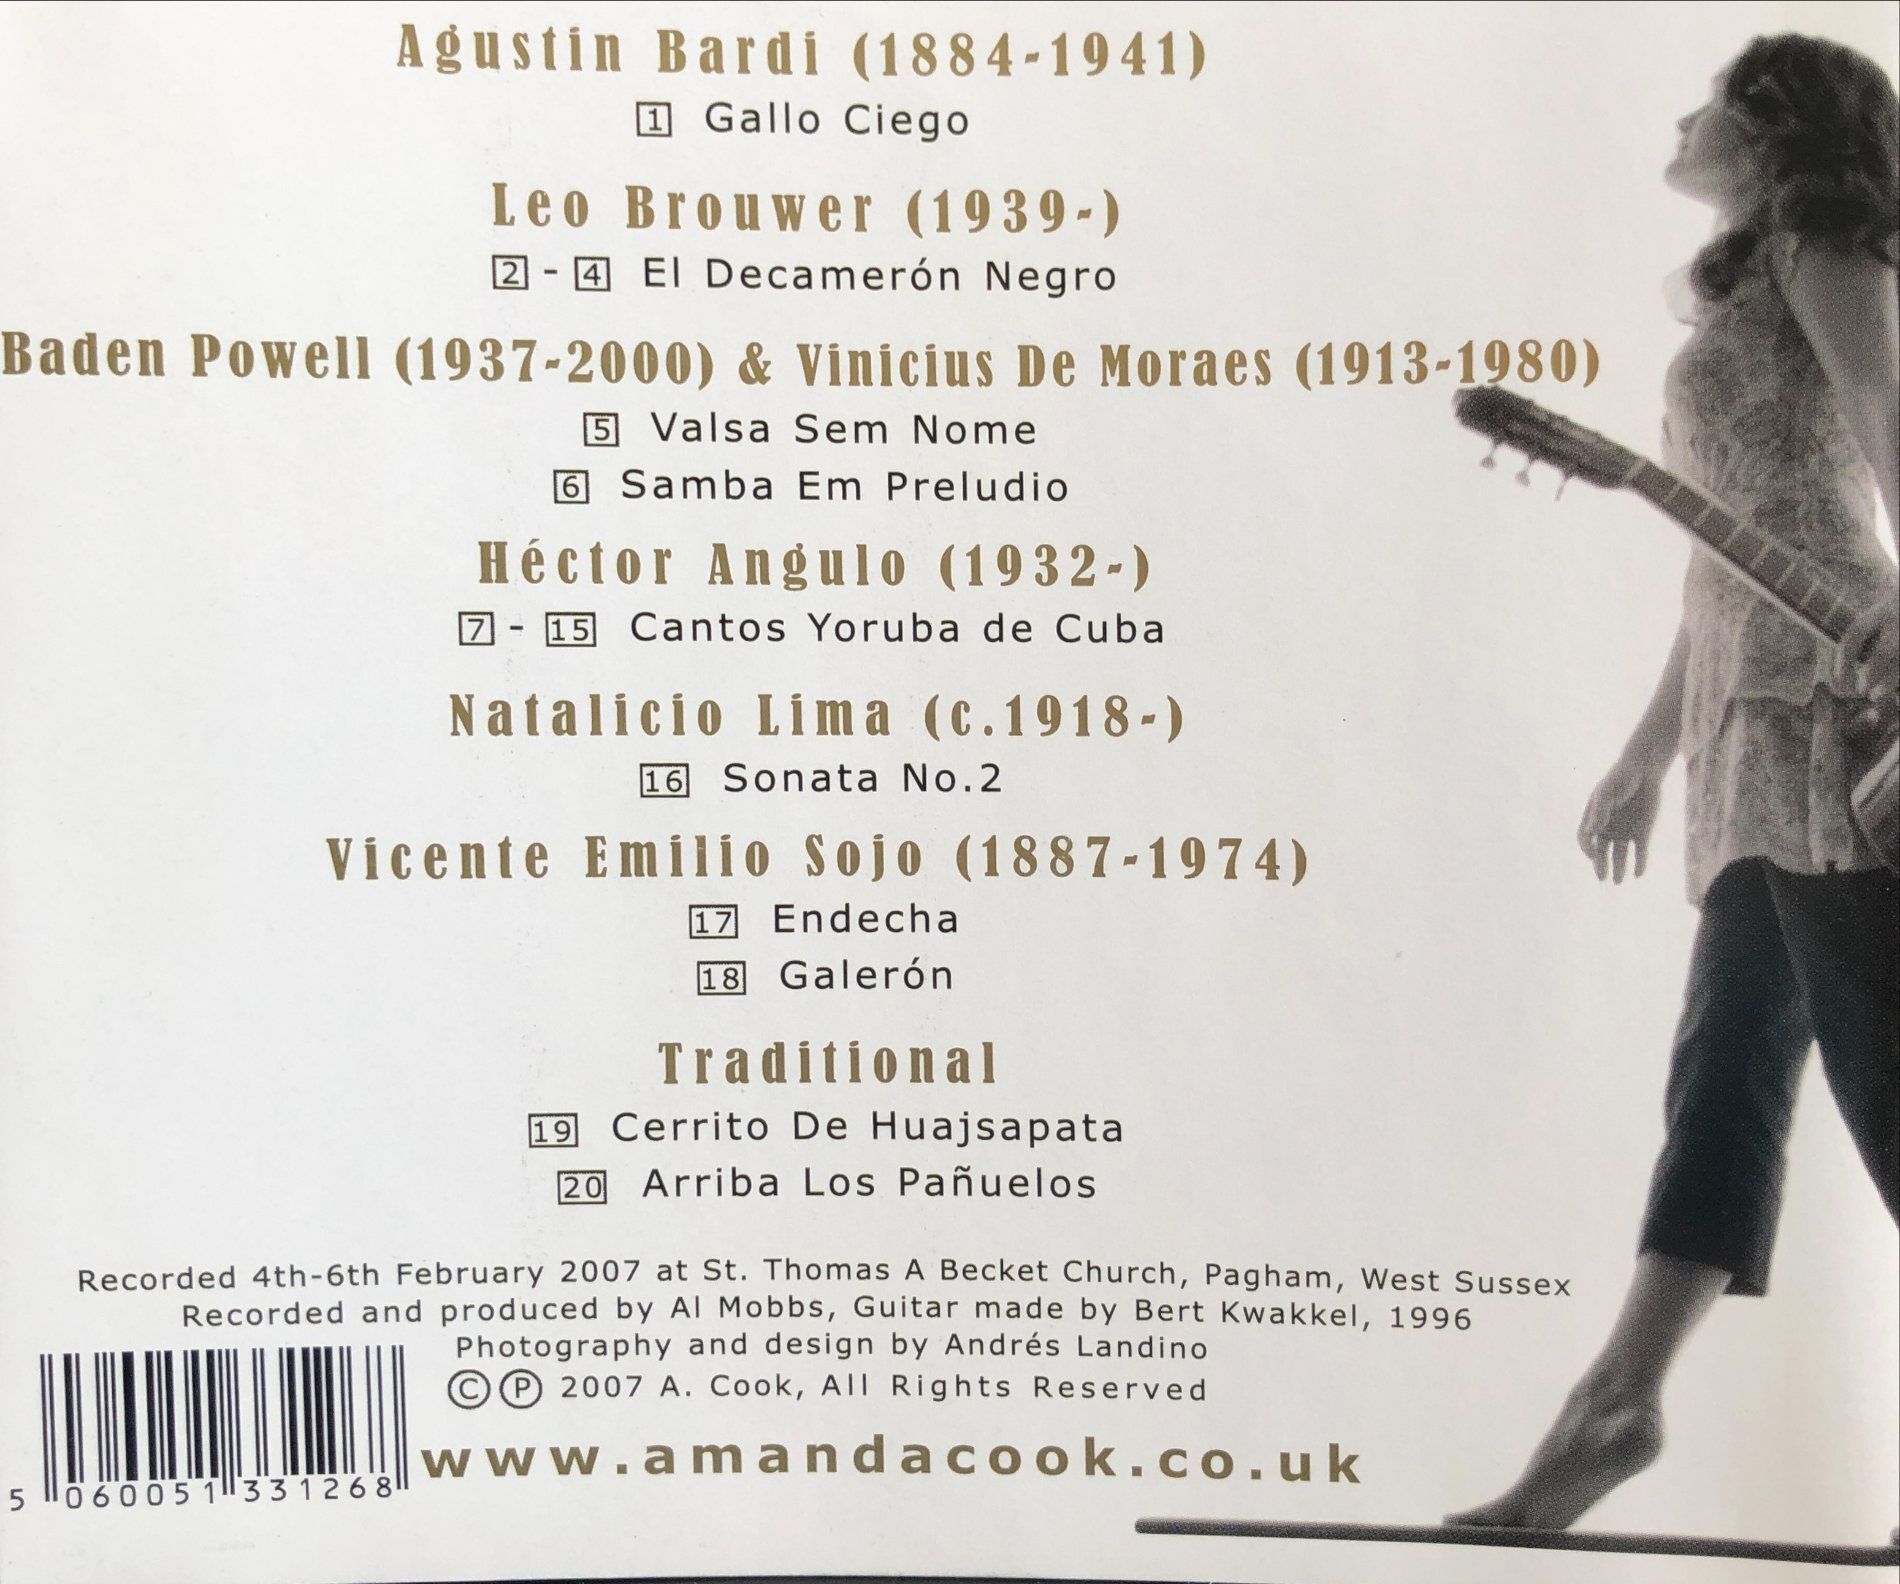 Agustin Bardi (1884-1941)
1 Gallo Ciego
Leo Brouwer (1939-)
2 - 4 El Decamerón Negro
Baden Powell (1937-2000) & Vinicius De Moraes (1913-1980)
5 Valsa Sem Nome
6 Samba Em Preludio
Héctor Angulo (1932-)
7 - 15 Cantos Yoruba de Cuba
Natalicio Lima (c.1918-)
16 Sonata No.2
Vicente Emilio Sojo (1887-1974)
17 Endecha
18 Galerón
Traditional
19 Cerrito De Huajsapata
20 Arriba Los Pañuelos
Recorded 4th-6th February 2007 at St. Thomas A Becket Church, Pagham, West Sussex
Recorded and produced by Al Mobbs, Guitar made by Bert Kwakkel, 1996
Photography and design by Andrés Landino
© ℗ 2007 A. Cook, All Rights Reserved
www.amandacook.co.uk
5 060051 331268